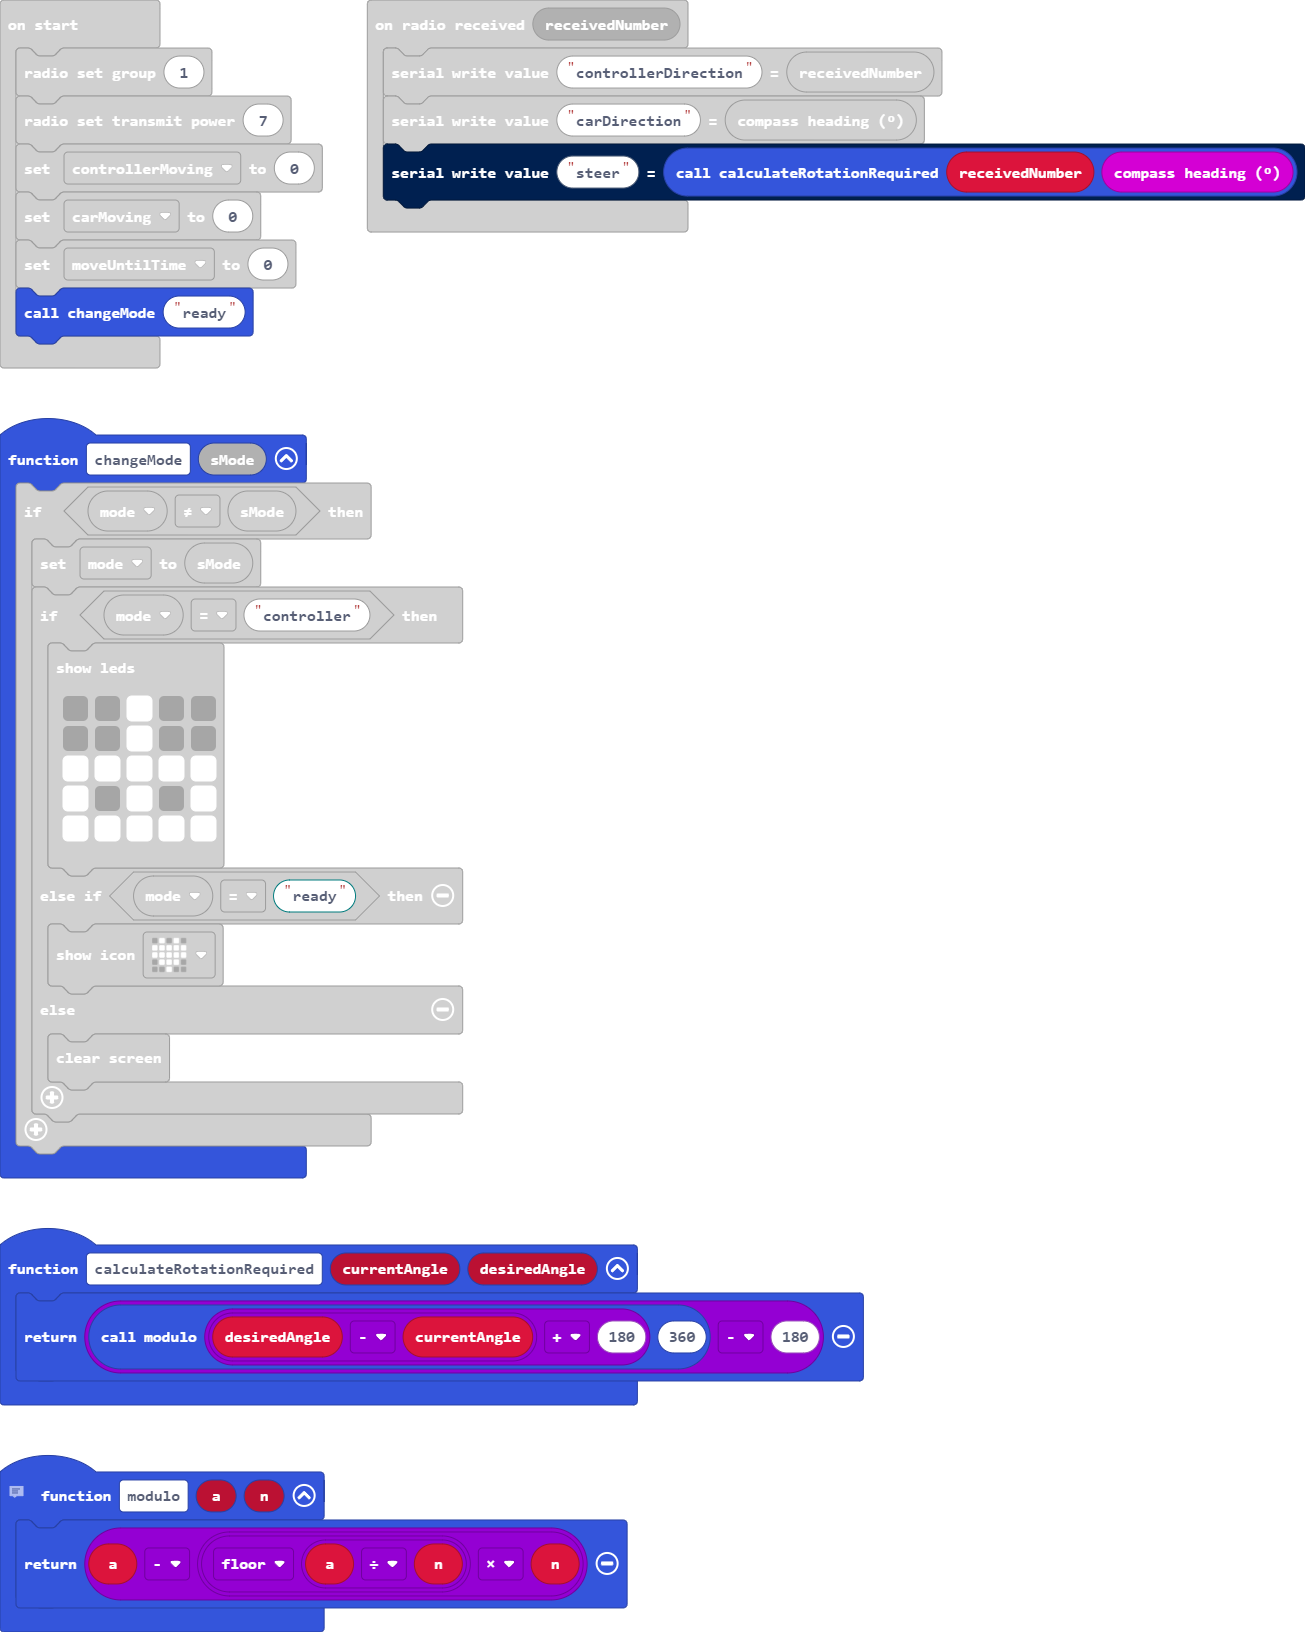 on start
radio set group 1
radio set transmit power 7
set controllerMoving to 0
set carMoving to 0
set moveUntilTime to 0
call changeMode "ready"
on radio received receivedNumber
serial write value "controllerDirection" = receivedNumber
serial write value "carDirection" = compass heading (º)
serial write value "steer" = call calculateRotationRequired receivedNumber compass heading (º)
function changeMode sMode
if mode ≠ sMode then
set mode to sMode
if mode = "controller" then
show leds
else if mode = "ready" then
show icon
else
clear screen
function calculateRotationRequired currentAngle desiredAngle
return call modulo desiredAngle - currentAngle + 180 360 - 180
function modulo a n
return a - floor a ÷ n × n